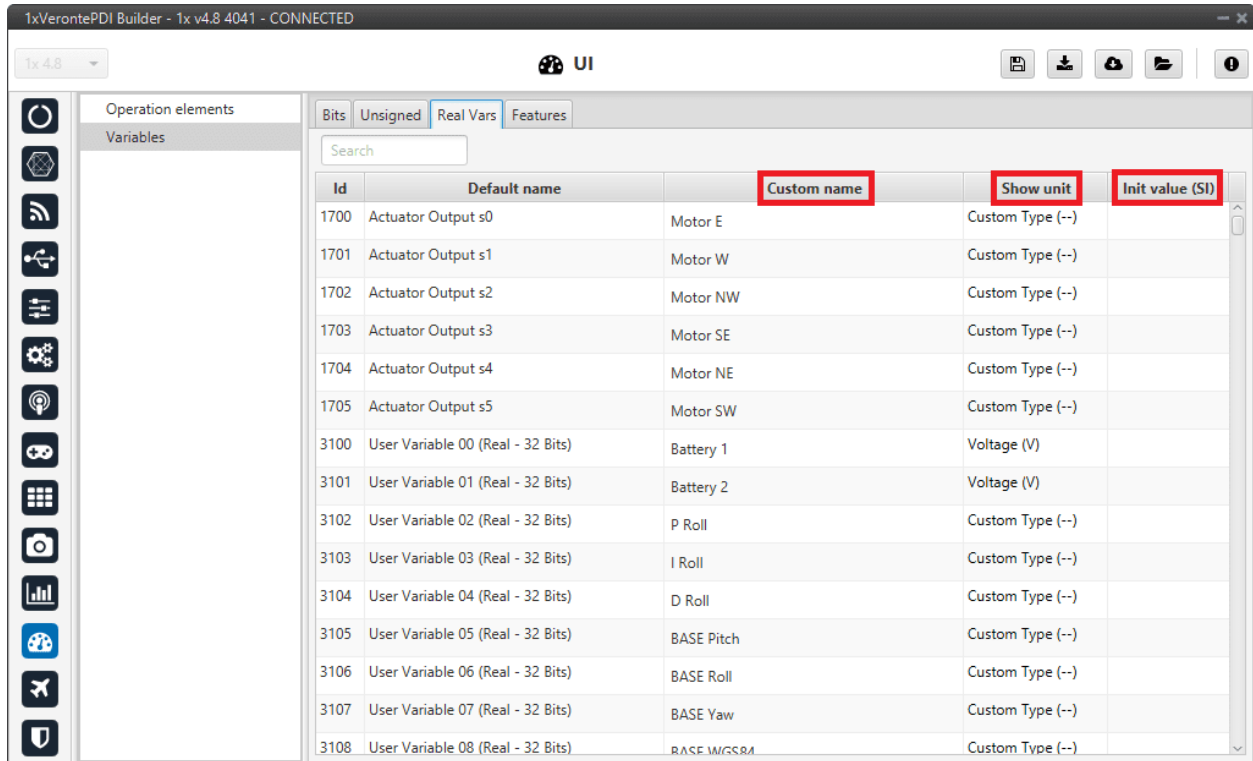 1xVerontePDI Builder - 1x v4.8 4041 - CONNECTED
1x 4.8
UI
Operation elements
Variables
Bits Unsigned Real Vars Features
Search
Id Default name Custom name Show unit Init value (SI)
1700 Actuator Output s0 Motor E Custom Type (--)
1701 Actuator Output s1 Motor W Custom Type (--)
1702 Actuator Output s2 Motor NW Custom Type (--)
1703 Actuator Output s3 Motor SE Custom Type (--)
1704 Actuator Output s4 Motor NE Custom Type (--)
1705 Actuator Output s5 Motor SW Custom Type (--)
3100 User Variable 00 (Real - 32 Bits) Battery 1 Voltage (V)
3101 User Variable 01 (Real - 32 Bits) Battery 2 Voltage (V)
3102 User Variable 02 (Real - 32 Bits) P Roll Custom Type (--)
3103 User Variable 03 (Real - 32 Bits) I Roll Custom Type (--)
3104 User Variable 04 (Real - 32 Bits) D Roll Custom Type (--)
3105 User Variable 05 (Real - 32 Bits) BASE Pitch Custom Type (--)
3106 User Variable 06 (Real - 32 Bits) BASE Roll Custom Type (--)
3107 User Variable 07 (Real - 32 Bits) BASE Yaw Custom Type (--)
3108 User Variable 08 (Real - 32 Bits) BASE WGS84 Custom Type (--)